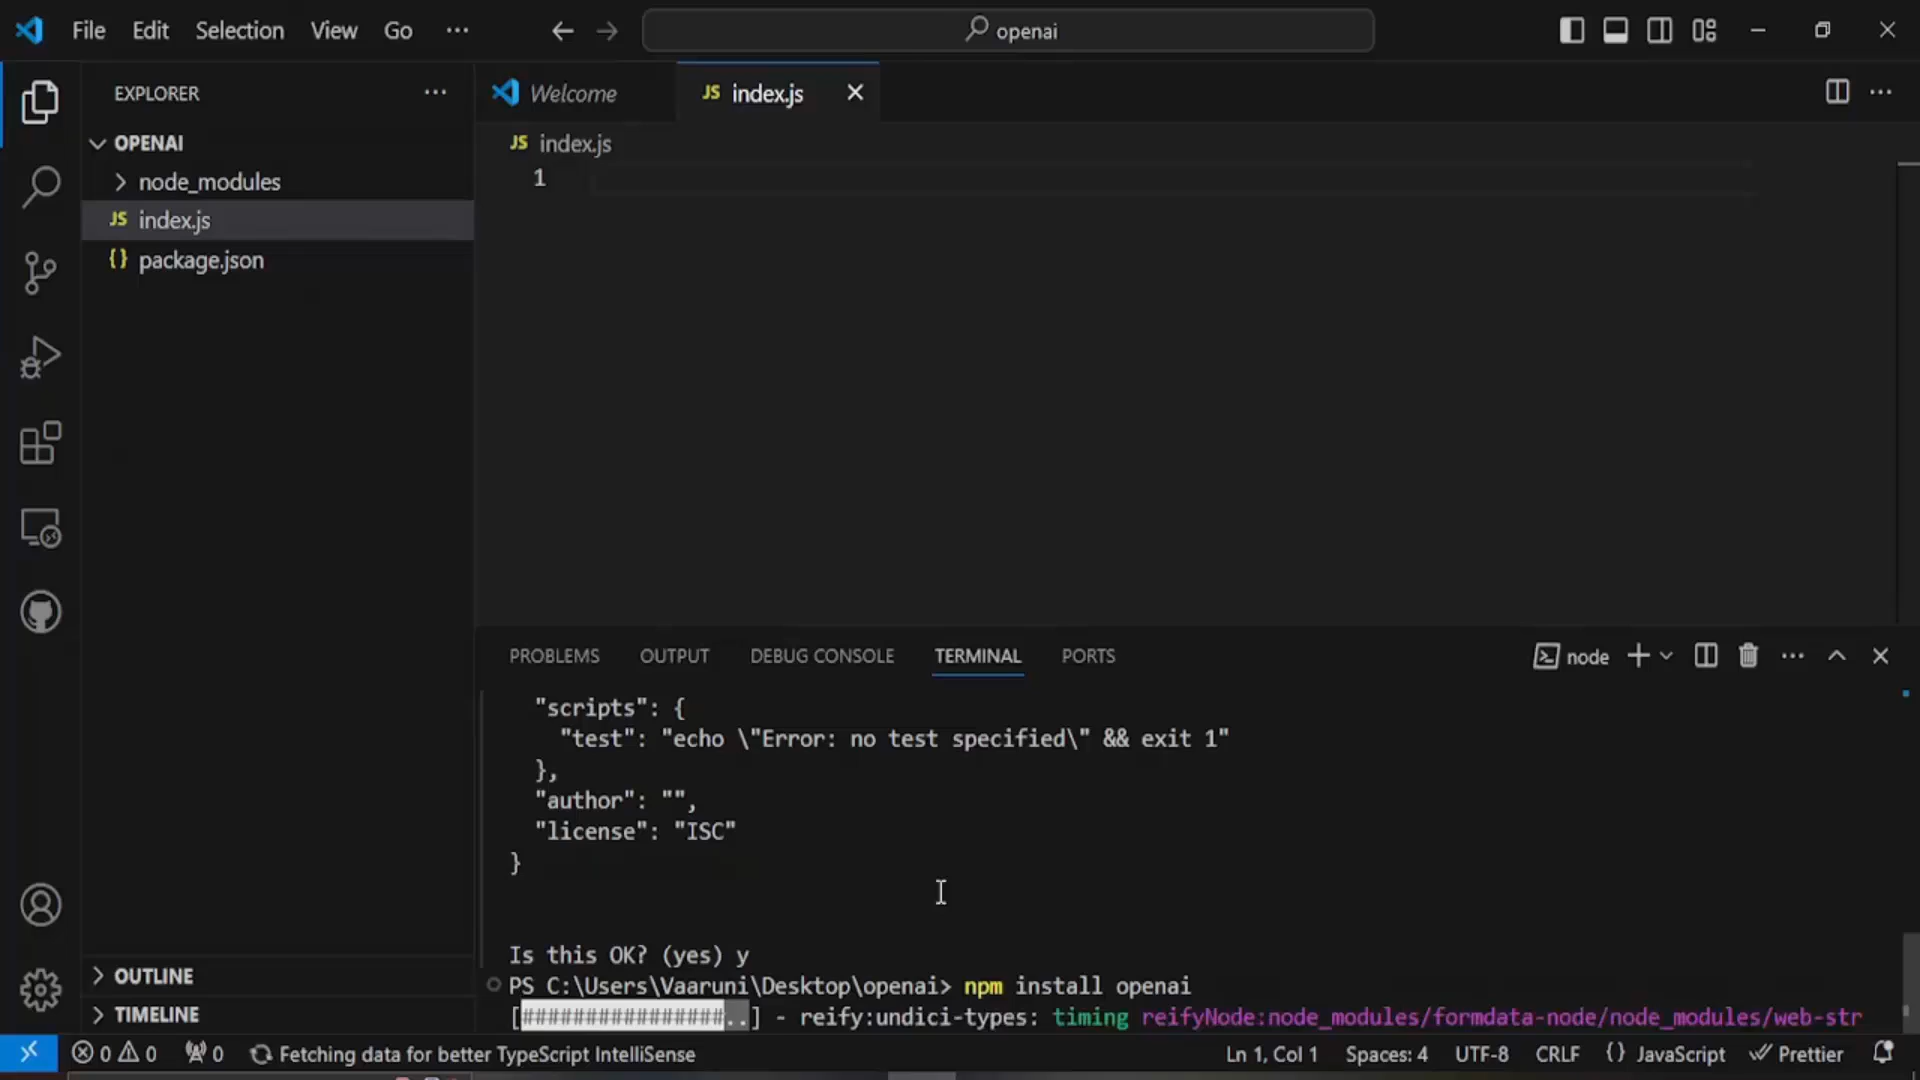 File Edit Selection View Go ··· openai
EXPLORER ···
Welcome JS index.js
OPENAI
JS index.js
node_modules
1
JS index.js
{} package.json
PROBLEMS OUTPUT DEBUG CONSOLE TERMINAL PORTS
node
"scripts": {
"test": "echo \"Error: no test specified\" && exit 1"
},
"author": "",
"license": "ISC"
}
Is this OK? (yes) y
PS C:\Users\Vaaruni\Desktop\openai> npm install openai
[################..] - reify:undici-types: timing reifyNode:node_modules/formdata-node/node_modules/web-str
OUTLINE
TIMELINE
0 0 0 Fetching data for better TypeScript IntelliSense Ln 1, Col 1 Spaces: 4 UTF-8 CRLF {} JavaScript Prettier